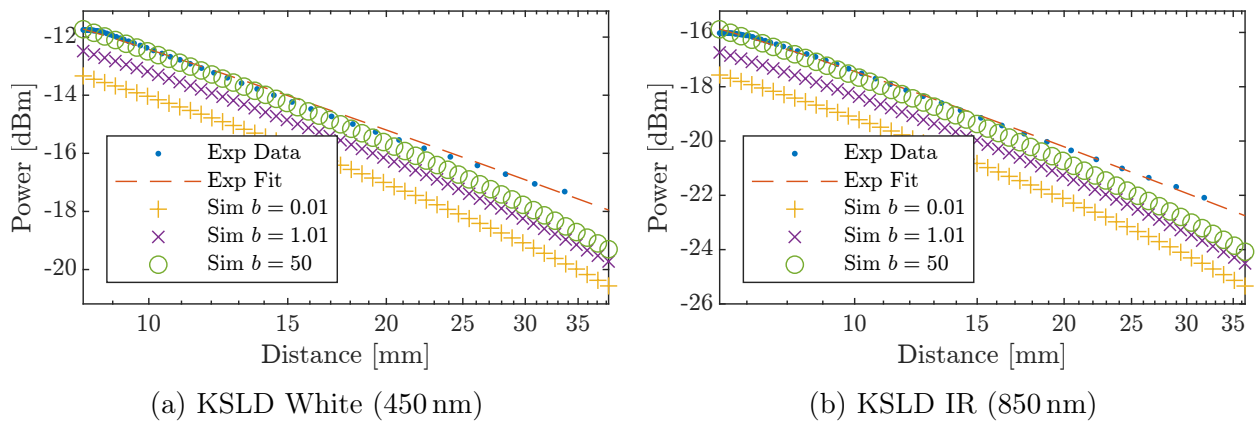 -12
-14
-16
-18
-20
Power [dBm]
Exp Data
Exp Fit
Sim b = 0.01
Sim b = 1.01
Sim b = 50
10 15 20 25 30 35
Distance [mm]
(a) KSLD White (450 nm)
-16
-18
-20
-22
-24
-26
Power [dBm]
Exp Data
Exp Fit
Sim b = 0.01
Sim b = 1.01
Sim b = 50
10 15 20 25 30 35
Distance [mm]
(b) KSLD IR (850 nm)